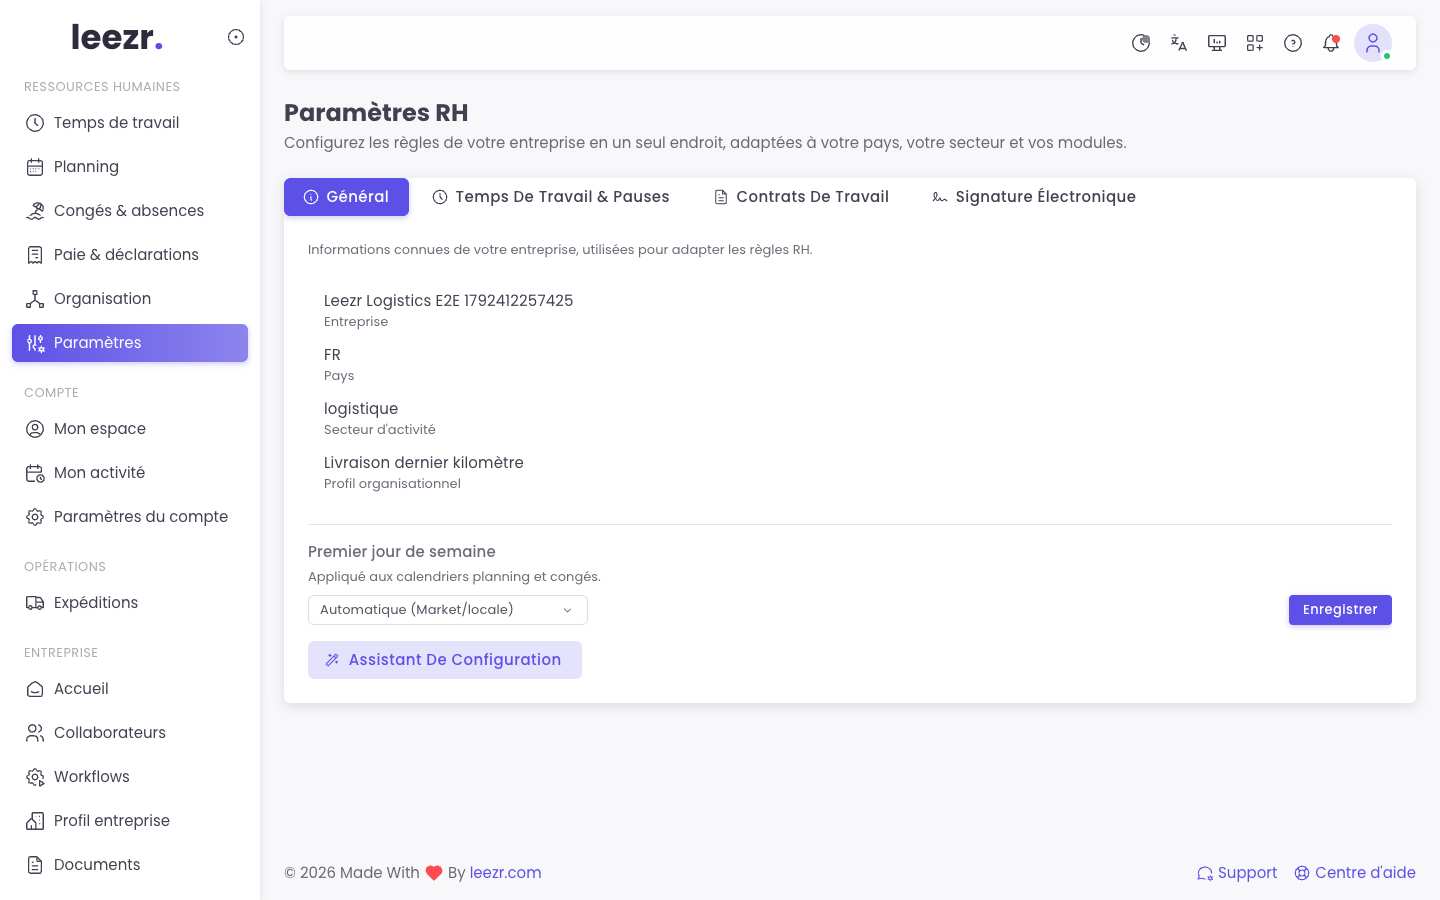 leezr.
RESSOURCES HUMAINES
Temps de travail
Planning
Congés & absences
Paie & déclarations
Organisation
Paramètres
COMPTE
Mon espace
Mon activité
Paramètres du compte
OPÉRATIONS
Expéditions
ENTREPRISE
Accueil
Collaborateurs
Workflows
Profil entreprise
Documents
Paramètres RH
Configurez les règles de votre entreprise en un seul endroit, adaptées à votre pays, votre secteur et vos modules.
Général
Temps De Travail & Pauses
Contrats De Travail
Signature Électronique
Informations connues de votre entreprise, utilisées pour adapter les règles RH.
Leezr Logistics E2E 1792412257425
Entreprise
FR
Pays
logistique
Secteur d'activité
Livraison dernier kilomètre
Profil organisationnel
Premier jour de semaine
Appliqué aux calendriers planning et congés.
Automatique (Market/locale)
Enregistrer
Assistant De Configuration
© 2026 Made With By leezr.com
Support
Centre d'aide